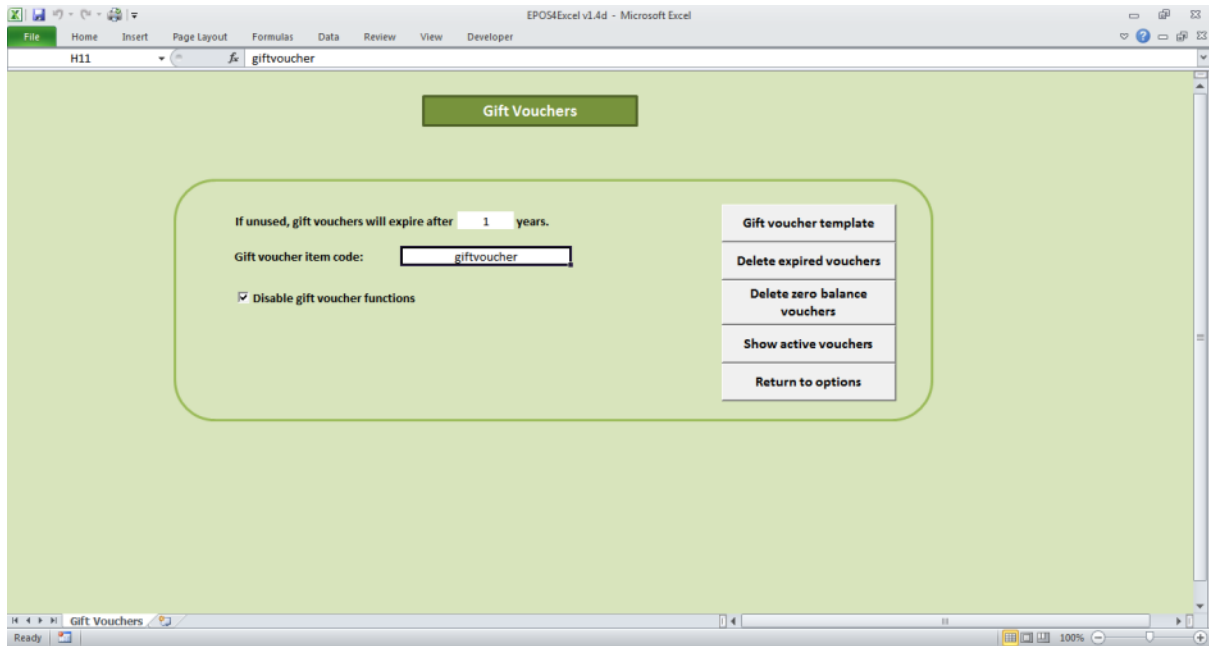 EPOS4Excel v1.4d - Microsoft Excel
File Home Insert Page Layout Formulas Data Review View Developer
H11 fx giftvoucher
Gift Vouchers
If unused, gift vouchers will expire after 1 years.
Gift voucher item code: giftvoucher
Disable gift voucher functions
Gift voucher template
Delete expired vouchers
Delete zero balance
vouchers
Show active vouchers
Return to options
Gift Vouchers
Ready 100%